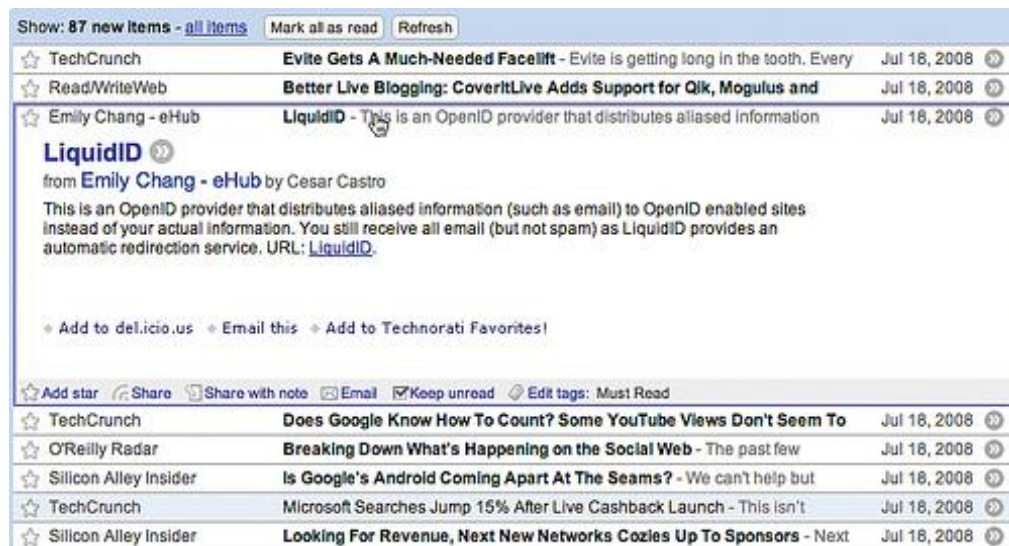 Show: 87 new items - all items Mark all as read Refresh
TechCrunch Evite Gets A Much-Needed Facelift - Evite is getting long in the tooth. Every Jul 18, 2008
Read/WriteWeb Better Live Blogging: CoveritLive Adds Support for Qik, Mogulus and Jul 18, 2008
Emily Chang - eHub LiquidID - This is an OpenID provider that distributes aliased information Jul 18, 2008
LiquidID
from Emily Chang - eHub by Cesar Castro
This is an OpenID provider that distributes aliased information (such as email) to OpenID enabled sites
instead of your actual information. You still receive all email (but not spam) as LiquidID provides an
automatic redirection service. URL: LiquidID.
Add to del.icio.us Email this Add to Technorati Favorites!
Add star Share Share with note Email Keep unread Edit tags: Must Read
TechCrunch Does Google Know How To Count? Some YouTube Views Don't Seem To Jul 18, 2008
O'Reilly Radar Breaking Down What's Happening on the Social Web - The past few Jul 18, 2008
Silicon Alley Insider Is Google's Android Coming Apart At The Seams? - We can't help but Jul 18, 2008
TechCrunch Microsoft Searches Jump 15% After Live Cashback Launch - This isn't Jul 18, 2008
Silicon Alley Insider Looking For Revenue, Next New Networks Cozies Up To Sponsors - Next Jul 18, 2008